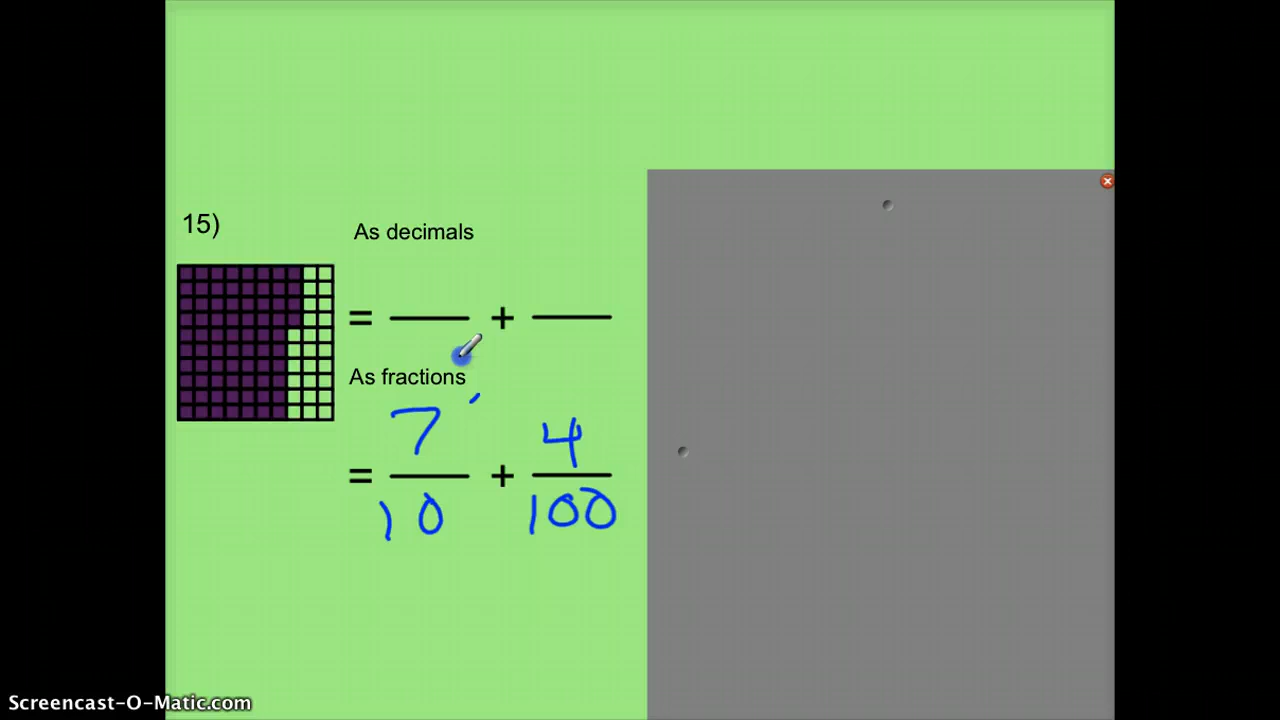 15)
As decimals
= ___ + ___
As fractions
= 7/10 + 4/100
Screencast-O-Matic.com